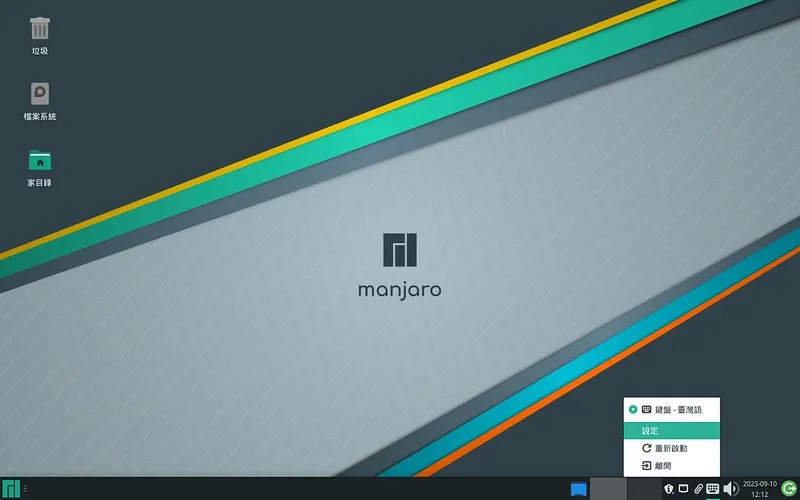 垃圾
檔案系統
家目錄
manjaro
鍵盤 - 臺灣語
設定
重新啟動
離開
2023-09-10
12:12